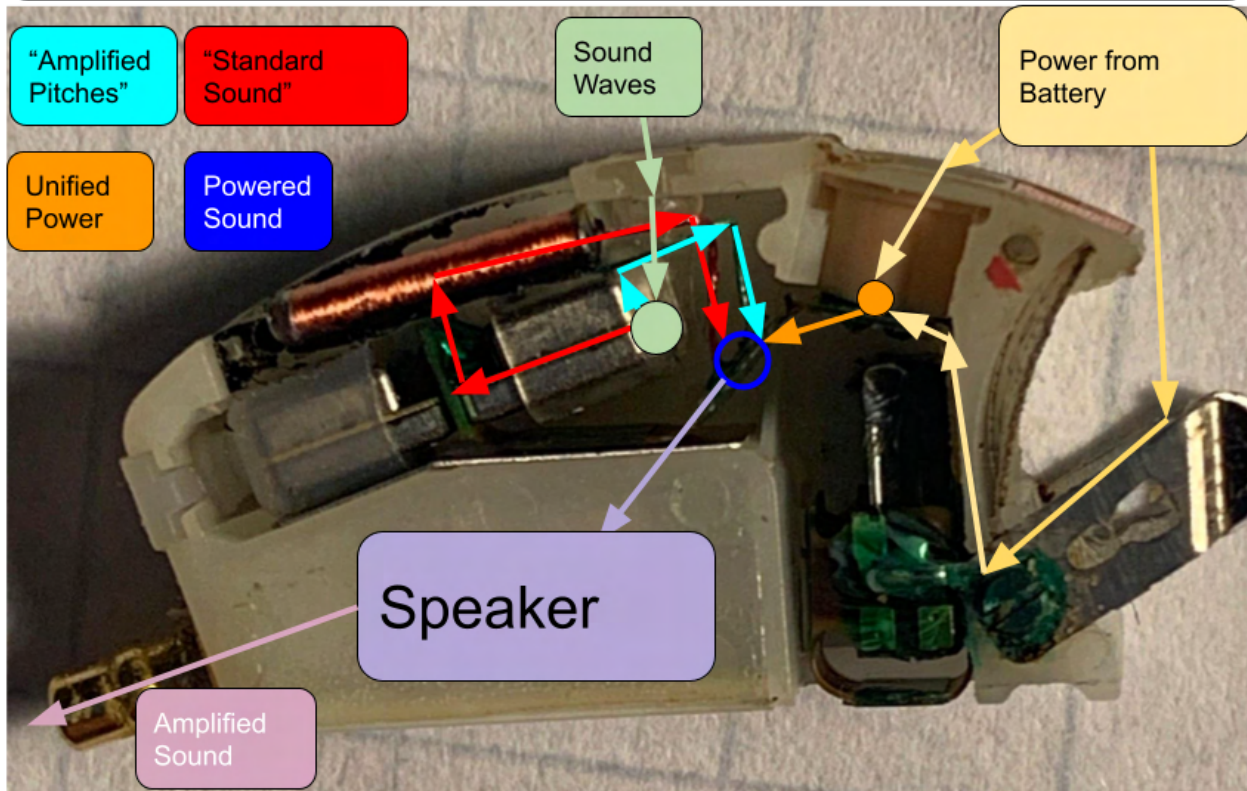 “Amplified
Pitches”
“Standard
Sound”
Sound
Waves
Power from
Battery
Unified
Power
Powered
Sound
Speaker
Amplified
Sound